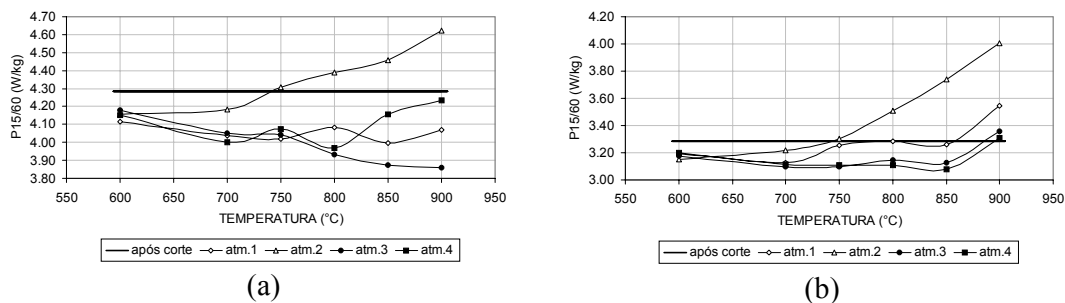 4.70
4.60
4.50
4.40
4.30
4.20
4.10
4.00
3.90
3.80
P15/60 (W/kg)
550 600 650 700 750 800 850 900 950
TEMPERATURA (°C)
após corte atm.1 atm.2 atm.3 atm.4
(a)
4.20
4.00
3.80
3.60
3.40
3.20
3.00
P15/60 (W/kg)
550 600 650 700 750 800 850 900 950
TEMPERATURA (°C)
após corte atm.1 atm.2 atm.3 atm.4
(b)